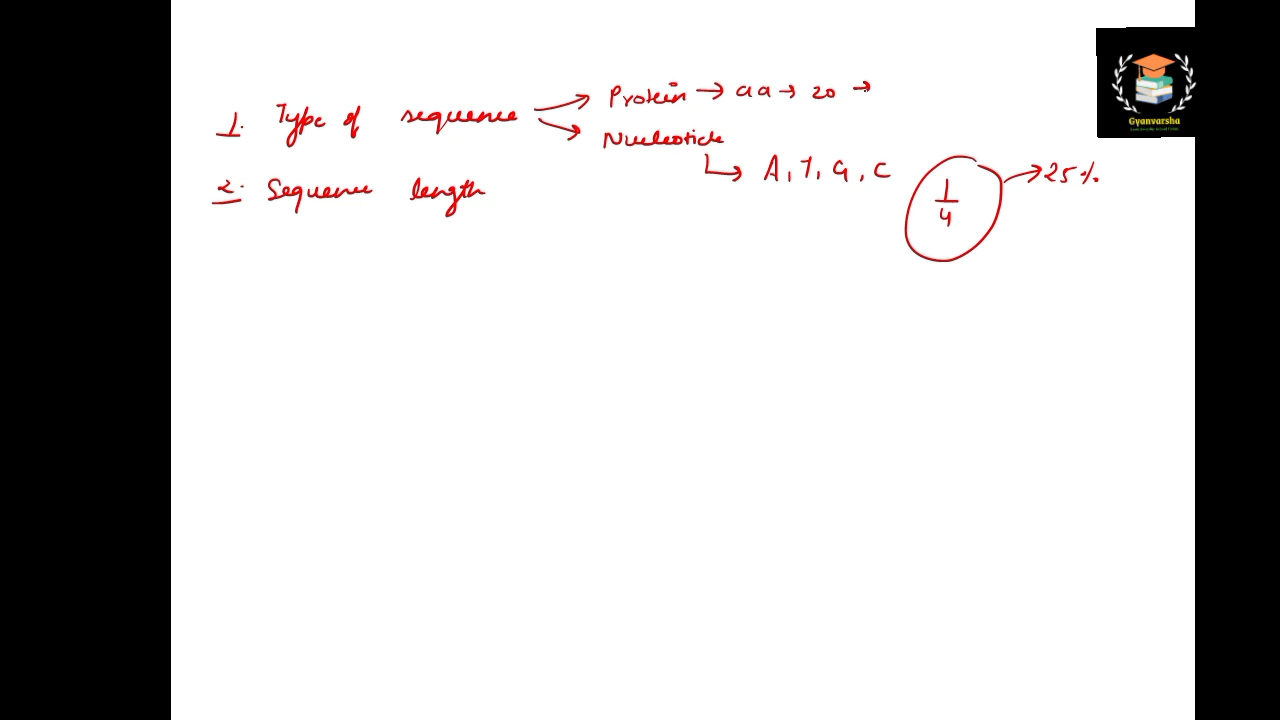 1. Type of sequence → Protein → aa → 20 →
→ Nucleotide
↳ A, T, G, C 1/4 → 25%
2. Sequence length
Gyanvarsha